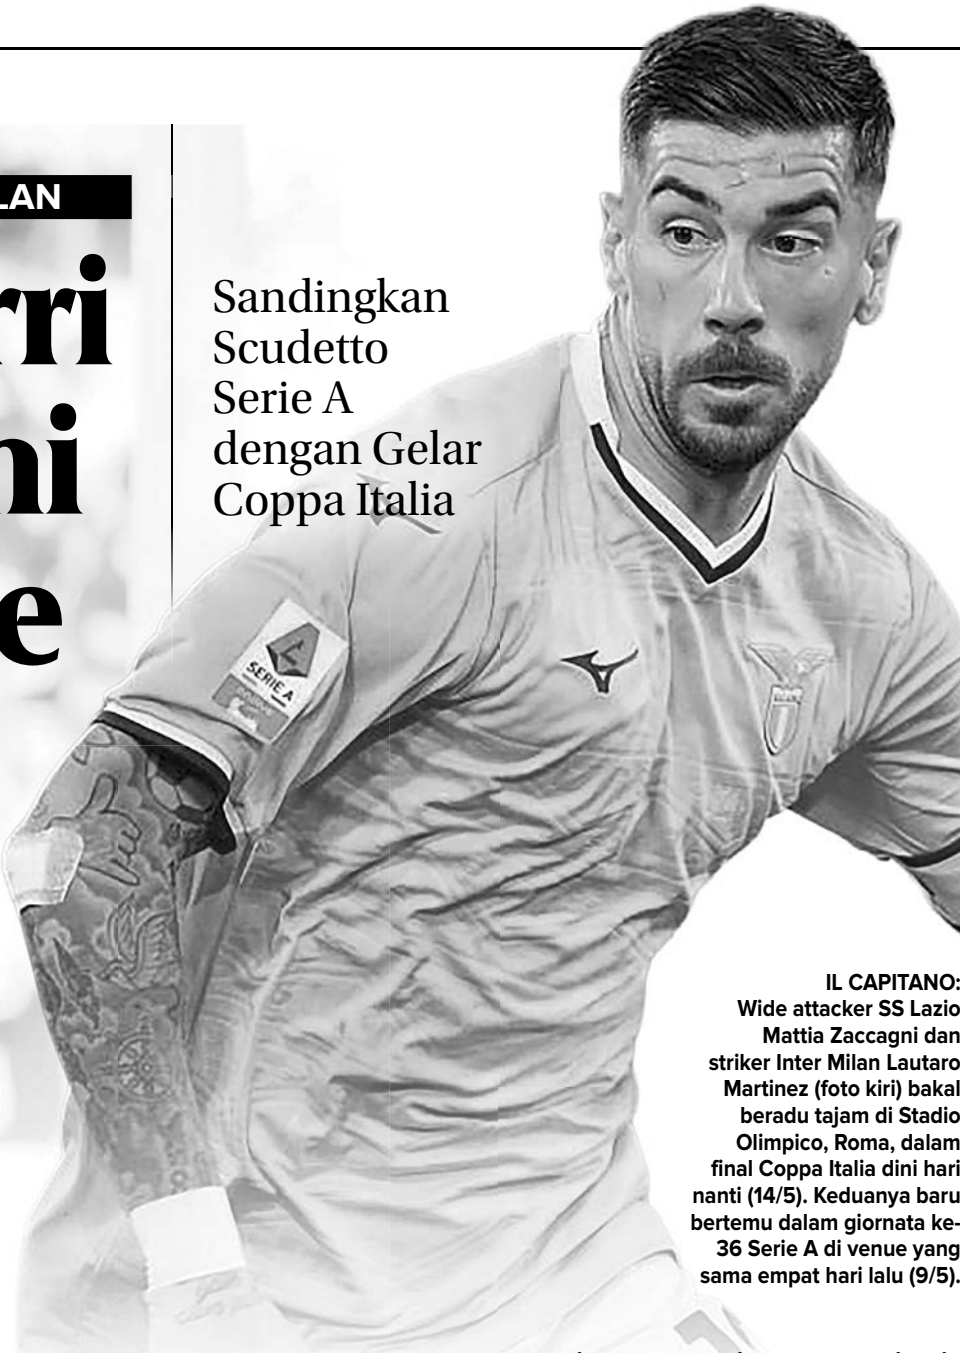 LAN
rri
ni
e
Sandingkan
Scudetto
Serie A
dengan Gelar
Coppa Italia
SERIE A
IL CAPITANO:
Wide attacker SS Lazio
Mattia Zaccagni dan
striker Inter Milan Lautaro
Martinez (foto kiri) bakal
beradu tajam di Stadio
Olimpico, Roma, dalam
final Coppa Italia dini hari
nanti (14/5). Keduanya baru
bertemu dalam giornata ke-
36 Serie A di venue yang
sama empat hari lalu (9/5).